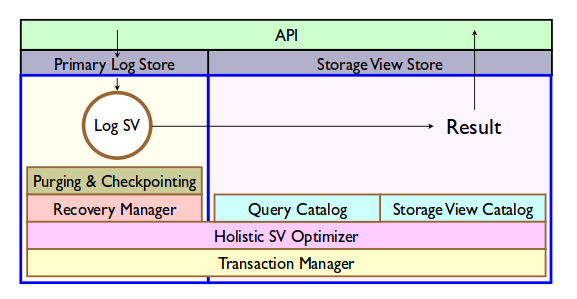 API
Primary Log Store
Storage View Store
Log SV
Result
Purging & Checkpointing
Recovery Manager
Query Catalog
Storage View Catalog
Holistic SV Optimizer
Transaction Manager